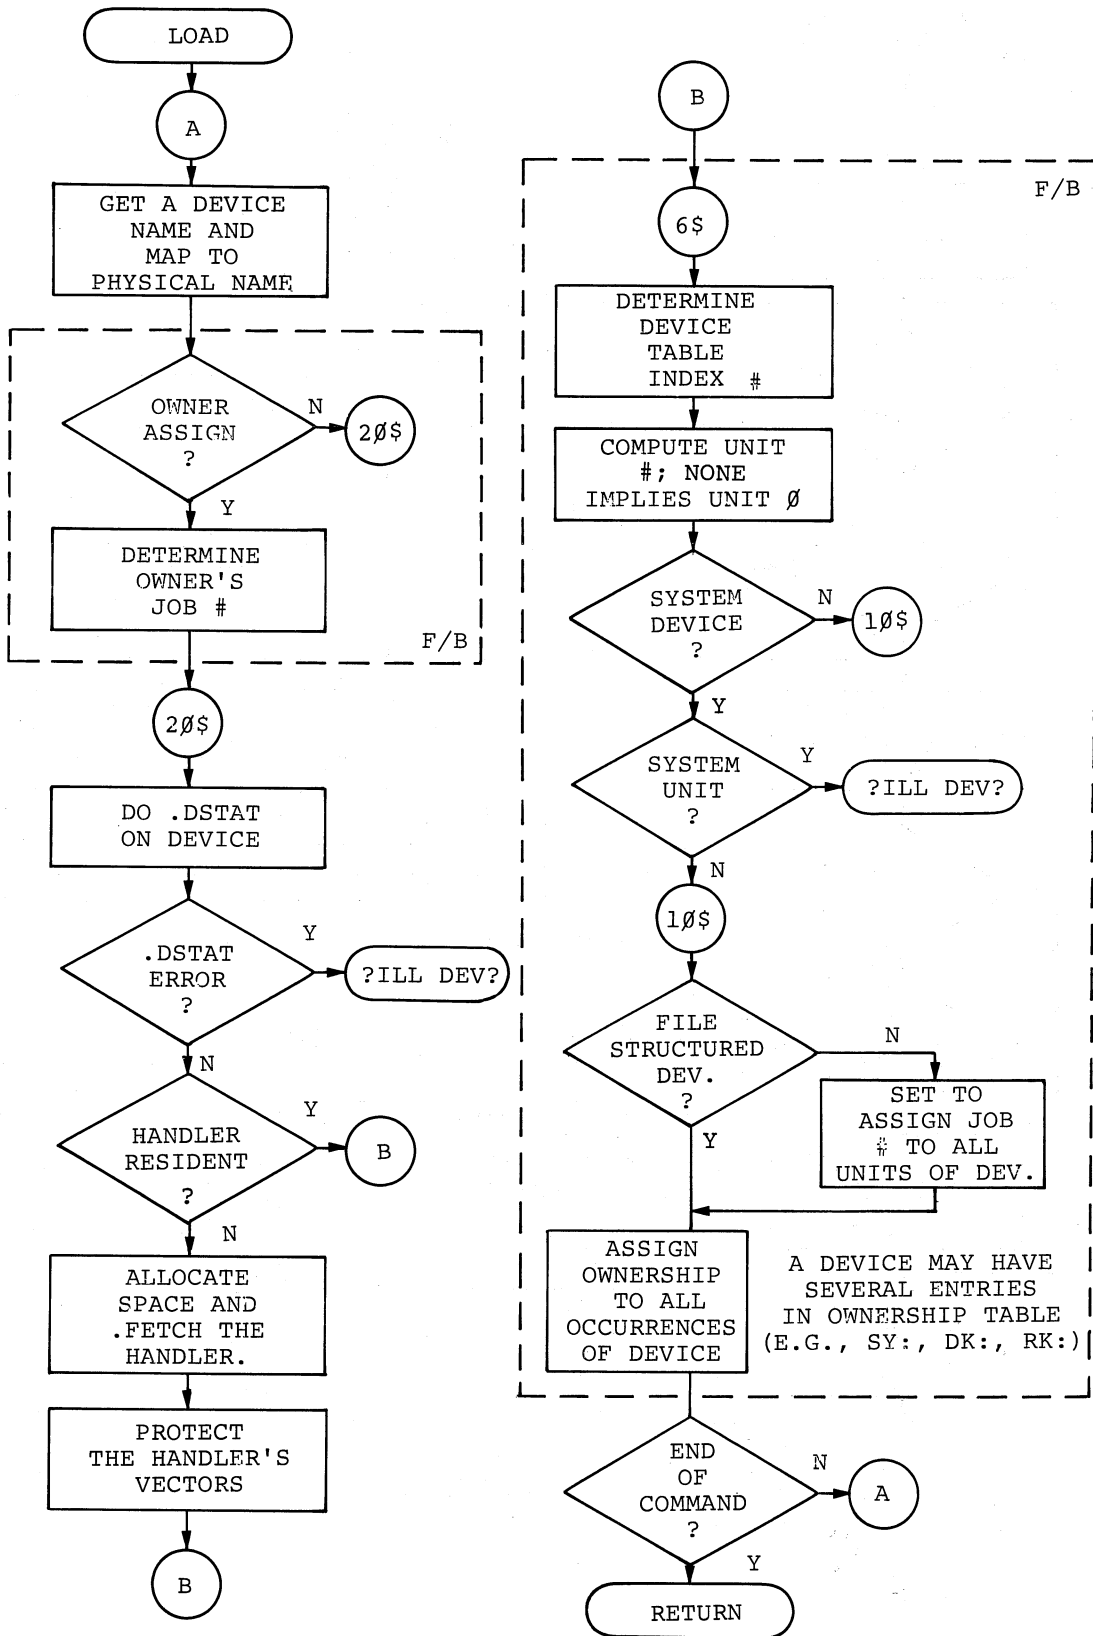 LOAD
A
GET A DEVICE
NAME AND
MAP TO
PHYSICAL NAME
OWNER
ASSIGN
?
N
2Ø$
Y
DETERMINE
OWNER'S
JOB #
F/B
2Ø$
DO .DSTAT
ON DEVICE
.DSTAT
ERROR
?
Y
?ILL DEV?
N
HANDLER
RESIDENT
?
Y
B
N
ALLOCATE
SPACE AND
.FETCH THE
HANDLER.
PROTECT
THE HANDLER'S
VECTORS
B
B
F/B
6$
DETERMINE
DEVICE
TABLE
INDEX #
COMPUTE UNIT
#; NONE
IMPLIES UNIT Ø
SYSTEM
DEVICE
?
N
1Ø$
Y
SYSTEM
UNIT
?
Y
?ILL DEV?
N
1Ø$
FILE
STRUCTURED
DEV.
?
N
SET TO
ASSIGN JOB
# TO ALL
UNITS OF DEV.
Y
ASSIGN
OWNERSHIP
TO ALL
OCCURRENCES
OF DEVICE
A DEVICE MAY HAVE
SEVERAL ENTRIES
IN OWNERSHIP TABLE
(E.G., SY:, DK:, RK:)
END
OF
COMMAND
?
N
A
Y
RETURN